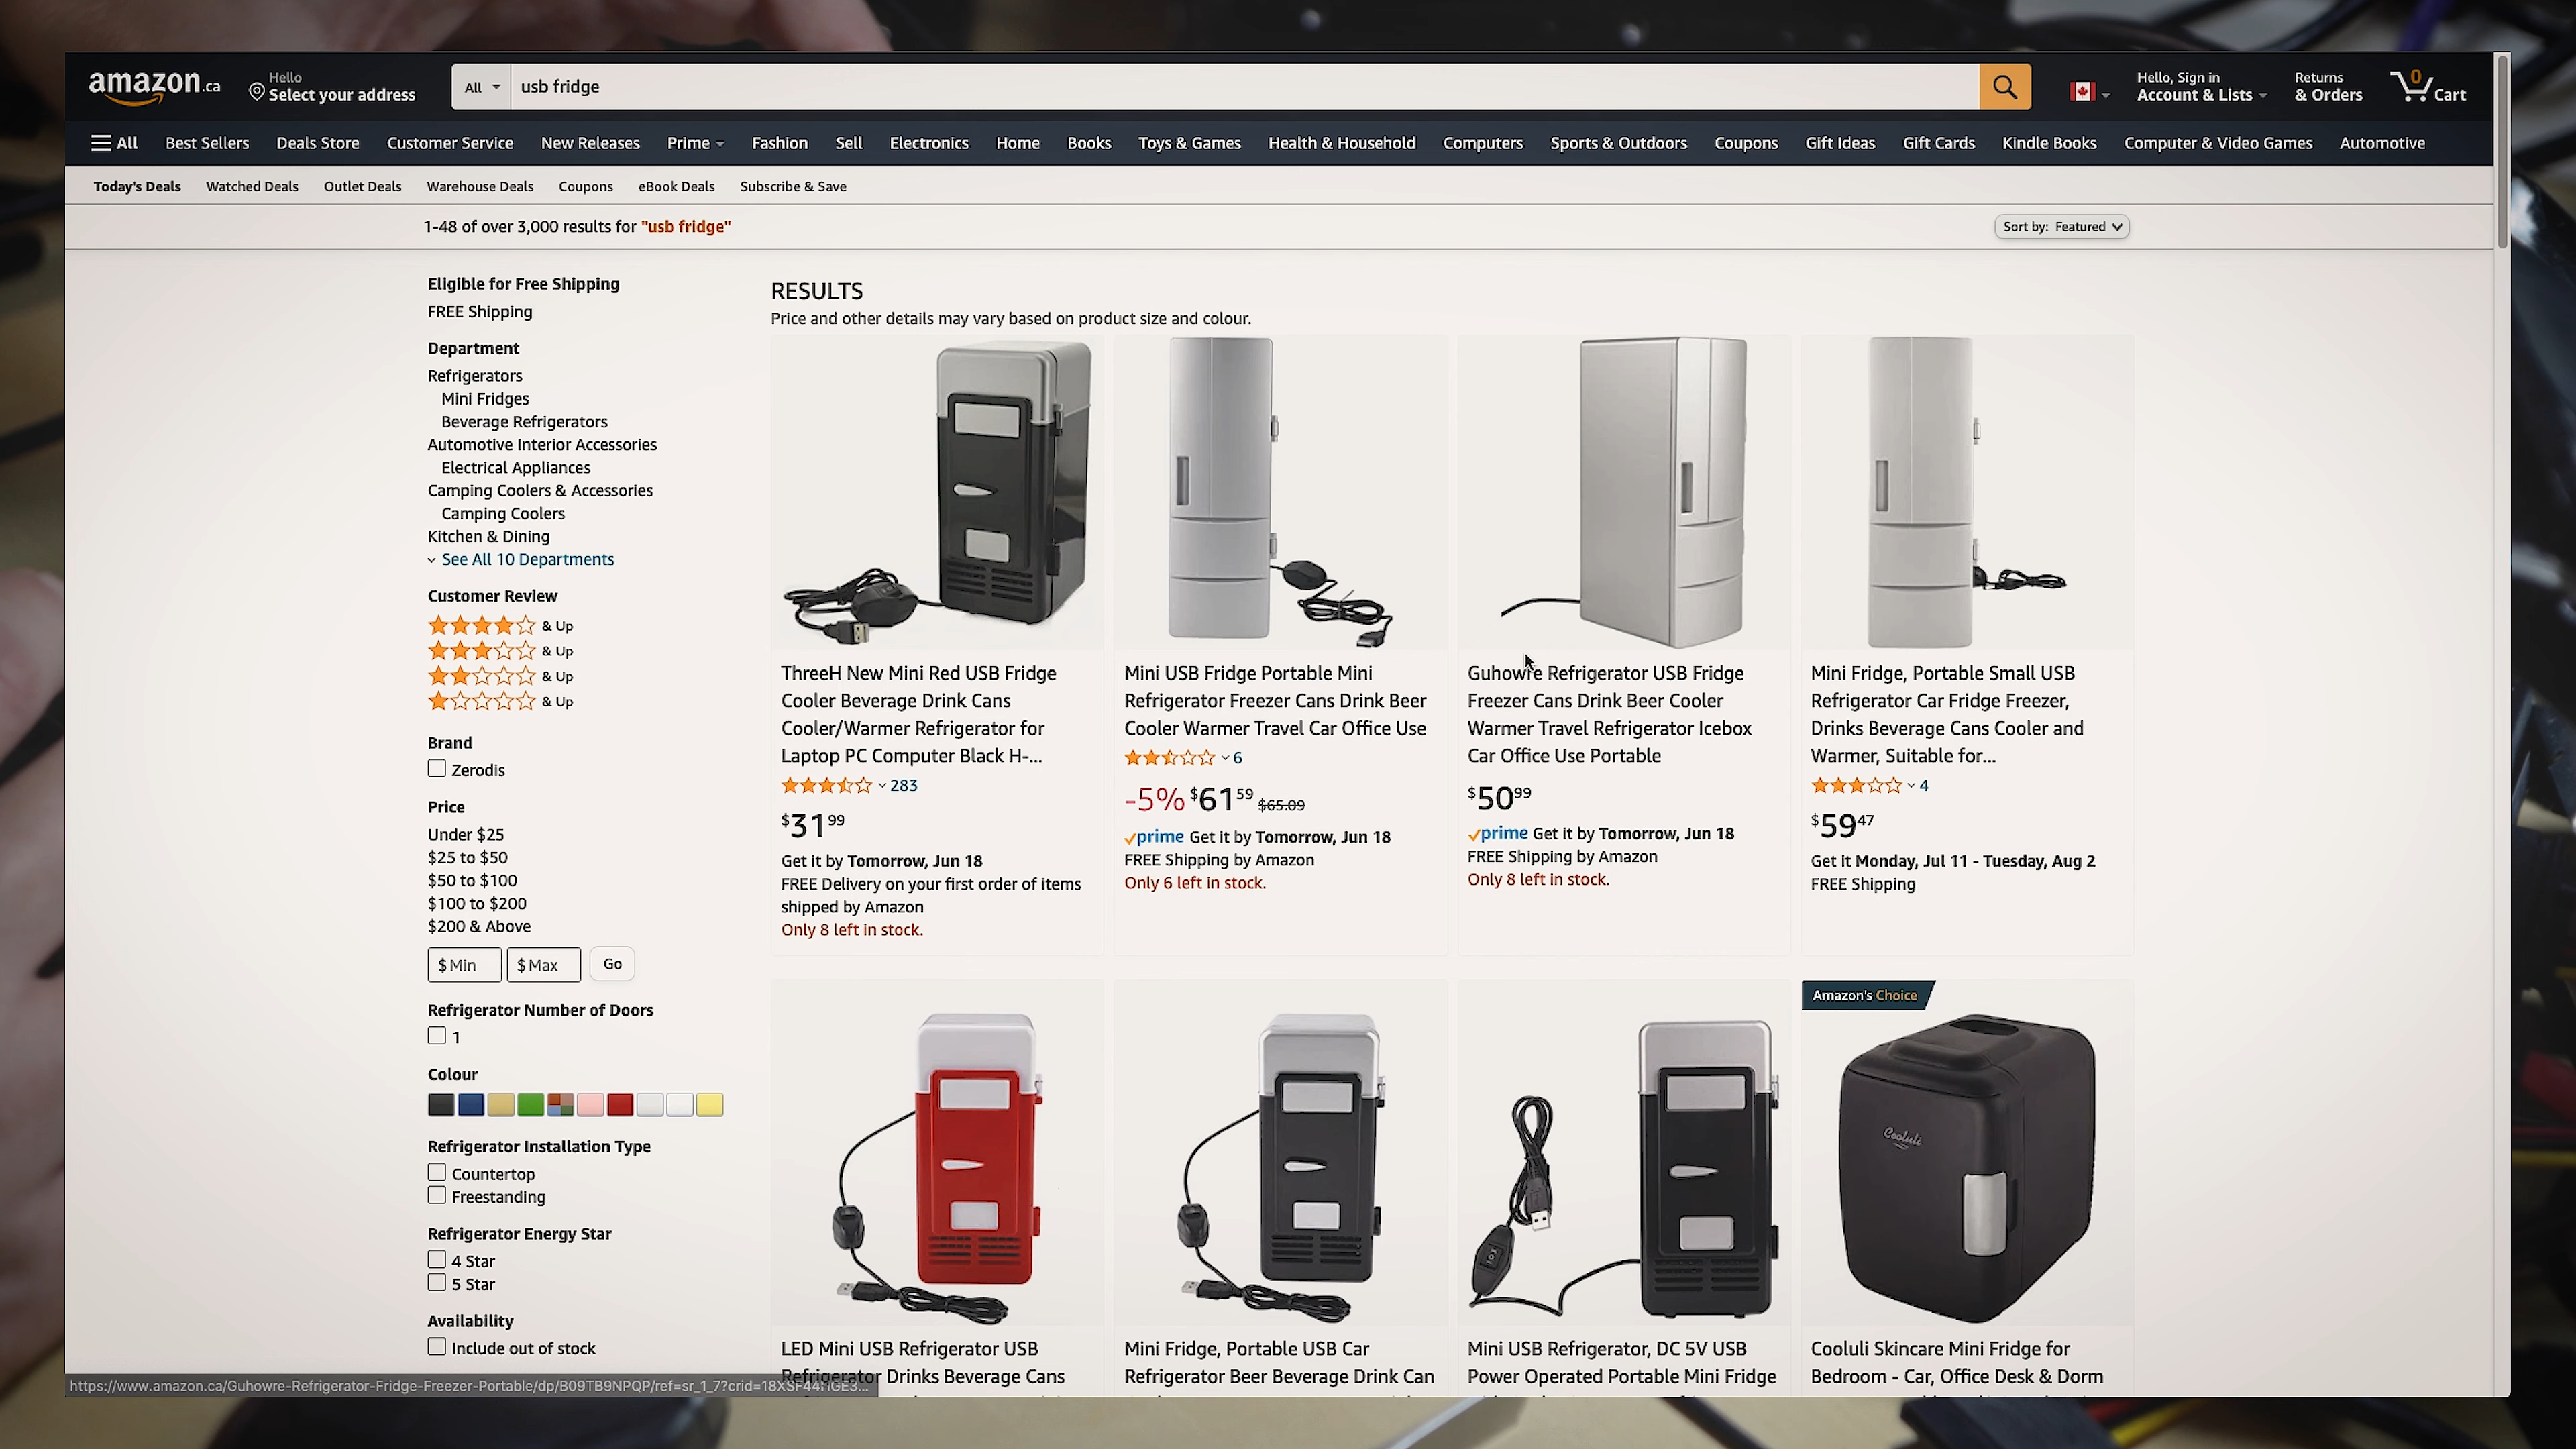 amazon.ca
Hello
Select your address
All
usb fridge
Hello, Sign in
Account & Lists
Returns
& Orders
0
Cart
All
Best Sellers
Deals Store
Customer Service
New Releases
Prime
Fashion
Sell
Electronics
Home
Books
Toys & Games
Health & Household
Computers
Sports & Outdoors
Coupons
Gift Ideas
Gift Cards
Kindle Books
Computer & Video Games
Automotive
Today's Deals
Watched Deals
Outlet Deals
Warehouse Deals
Coupons
eBook Deals
Subscribe & Save
1-48 of over 3,000 results for "usb fridge"
Sort by: Featured
Eligible for Free Shipping
FREE Shipping
Department
Refrigerators
Mini Fridges
Beverage Refrigerators
Automotive Interior Accessories
Electrical Appliances
Camping Coolers & Accessories
Camping Coolers
Kitchen & Dining
See All 10 Departments
Customer Review
& Up
& Up
& Up
& Up
Brand
Zerodis
Price
Under $25
$25 to $50
$50 to $100
$100 to $200
$200 & Above
$ Min
$ Max
Go
Refrigerator Number of Doors
1
Colour
Refrigerator Installation Type
Countertop
Freestanding
Refrigerator Energy Star
4 Star
5 Star
Availability
Include out of stock
RESULTS
Price and other details may vary based on product size and colour.
ThreeH New Mini Red USB Fridge
Cooler Beverage Drink Cans
Cooler/Warmer Refrigerator for
Laptop PC Computer Black H-...
283
$31.99
Get it by Tomorrow, Jun 18
FREE Delivery on your first order of items
shipped by Amazon
Only 8 left in stock.
Mini USB Fridge Portable Mini
Refrigerator Freezer Cans Drink Beer
Cooler Warmer Travel Car Office Use
6
-5% $61.59 $65.09
prime Get it by Tomorrow, Jun 18
FREE Shipping by Amazon
Only 6 left in stock.
Guhowre Refrigerator USB Fridge
Freezer Cans Drink Beer Cooler
Warmer Travel Refrigerator Icebox
Car Office Use Portable
$50.99
prime Get it by Tomorrow, Jun 18
FREE Shipping by Amazon
Only 8 left in stock.
Mini Fridge, Portable Small USB
Refrigerator Car Fridge Freezer,
Drinks Beverage Cans Cooler and
Warmer, Suitable for...
4
$59.47
Get it Monday, Jul 11 - Tuesday, Aug 2
FREE Shipping
LED Mini USB Refrigerator USB
Refrigerator Drinks Beverage Cans
Mini Fridge, Portable USB Car
Refrigerator Beer Beverage Drink Can
Mini USB Refrigerator, DC 5V USB
Power Operated Portable Mini Fridge
Amazon's Choice
Cooluli
Cooluli Skincare Mini Fridge for
Bedroom - Car, Office Desk & Dorm